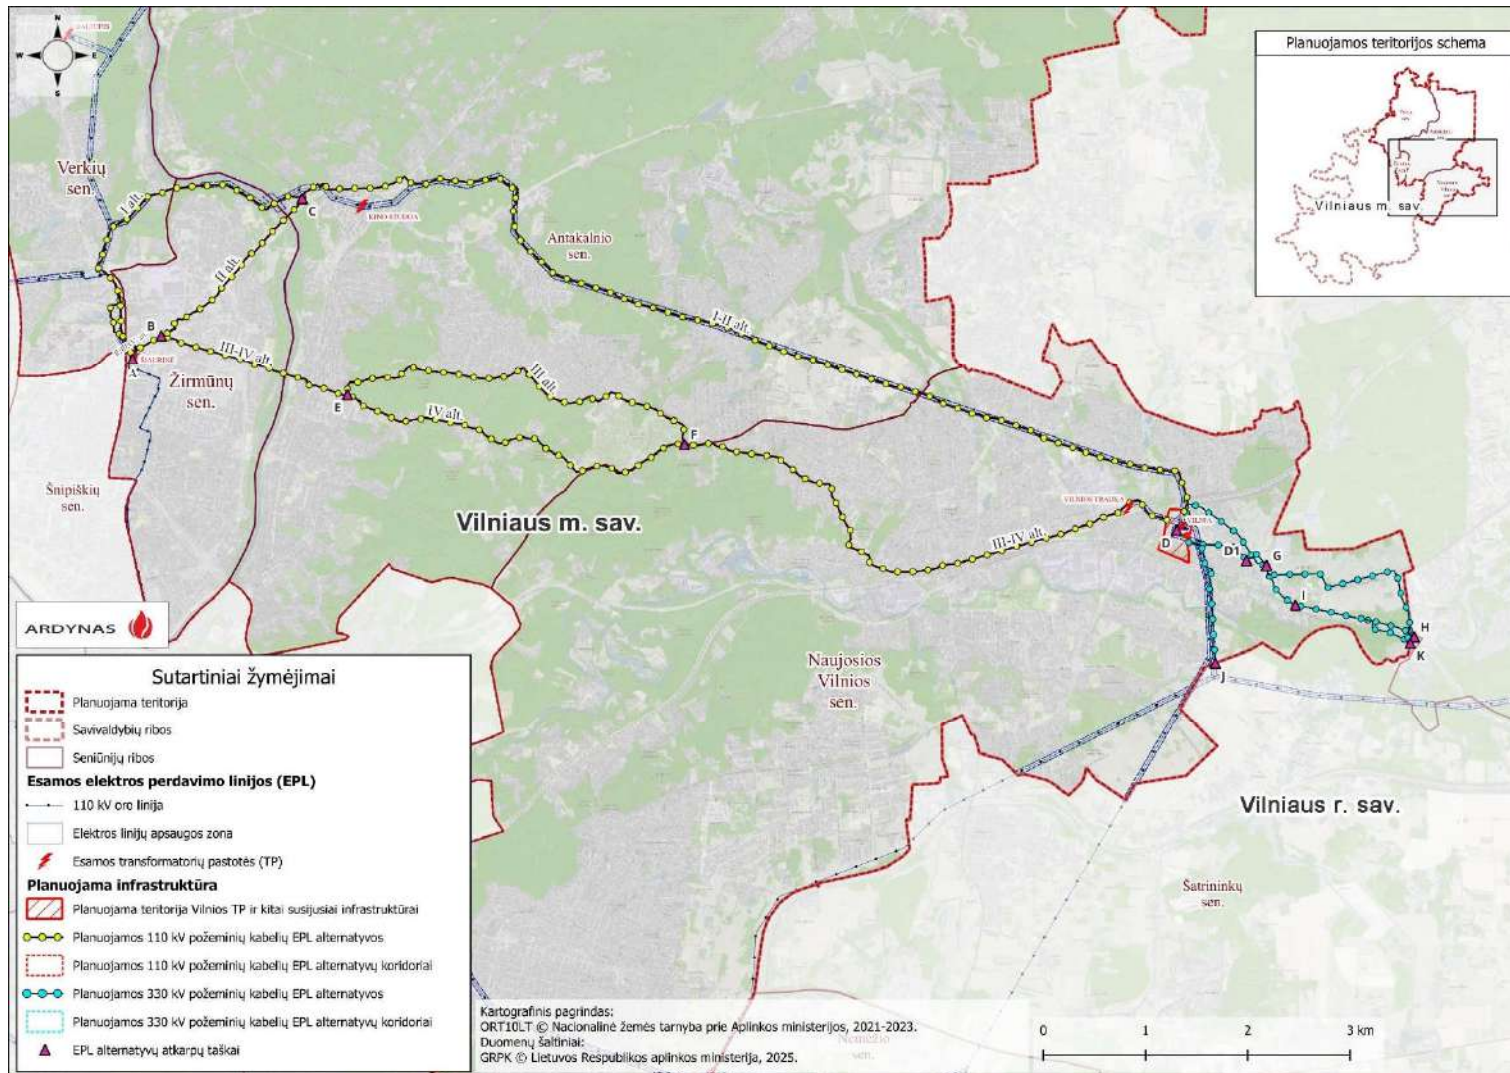 N
W
E
S
Planuojamos teritorijos schema
Vilniaus m. sav.
Verkių
sen.
I alt.
C
KINO STUDIJA
II alt.
Antakalnio
sen.
I-II alt.
B
ŠIAURINĖ
A
III-IV alt.
Žirmūnų
sen.
III alt.
E
IV alt.
F
Šnipiškių
sen.
Vilniaus m. sav.
VILNIOS TRAUKA
VILNIA
D
III-IV alt.
D1
G
I
H
K
J
Naujosios
Vilnios
sen.
Vilniaus r. sav.
Šatrininkų
sen.
Nemėžio
sen.
ARDYNAS
Sutartiniai žymėjimai
Planuojama teritorija
Savivaldybių ribos
Seniūnijų ribos
Esamos elektros perdavimo linijos (EPL)
110 kV oro linija
Elektros linijų apsaugos zona
Esamos transformatorių pastotės (TP)
Planuojama infrastruktūra
Planuojama teritorija Vilnios TP ir kitai susijusiai infrastruktūrai
Planuojamos 110 kV požeminių kabelių EPL alternatyvos
Planuojamos 110 kV požeminių kabelių EPL alternatyvų koridoriai
Planuojamos 330 kV požeminių kabelių EPL alternatyvos
Planuojamos 330 kV požeminių kabelių EPL alternatyvų koridoriai
EPL alternatyvų atkarpų taškai
Kartografinis pagrindas:
ORT10LT © Nacionalinė žemės tarnyba prie Aplinkos ministerijos, 2021-2023.
Duomenų šaltiniai:
GRPK © Lietuvos Respublikos aplinkos ministerija, 2025.
0 1 2 3 km